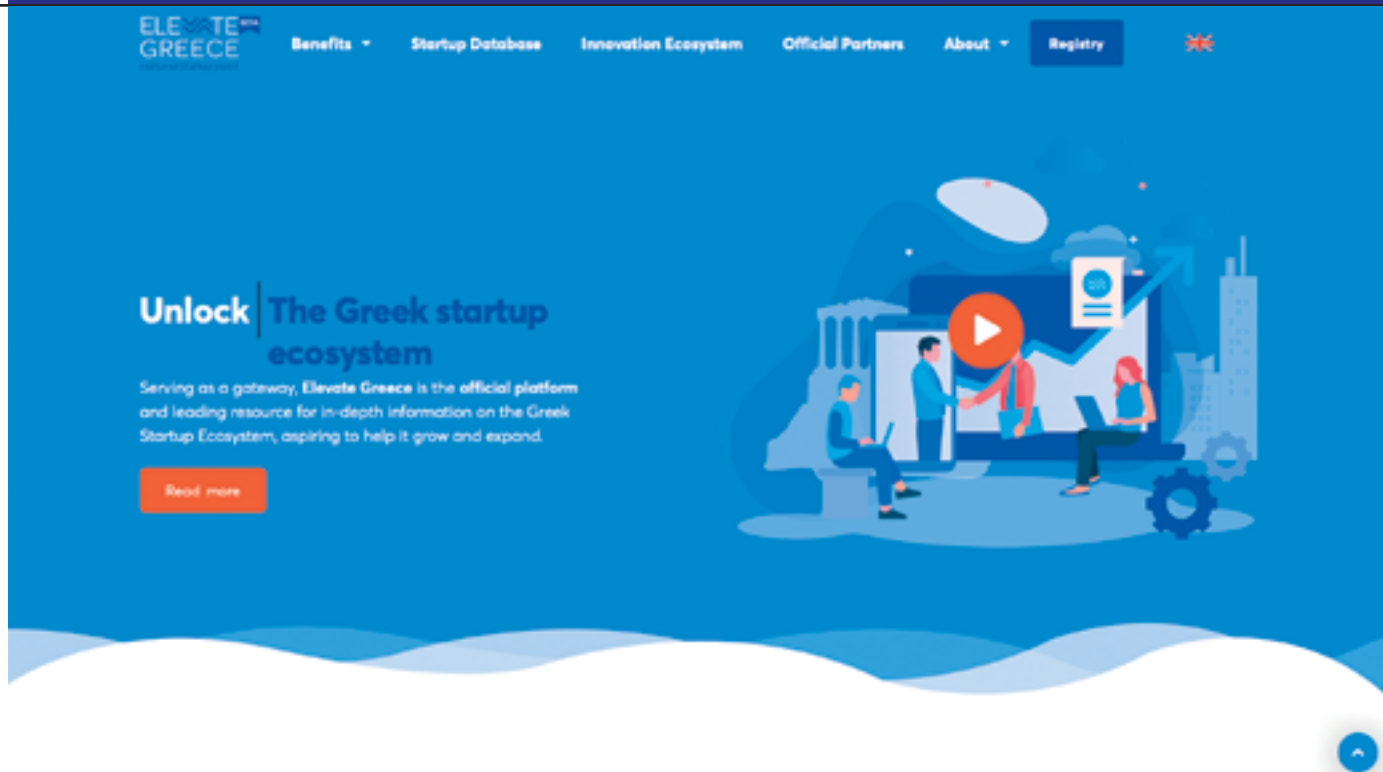 ELEVATE BETA
GREECE
Benefits
Startup Database
Innovation Ecosystem
Official Partners
About
Registry
Unlock The Greek startup
ecosystem
Serving as a gateway, Elevate Greece is the official platform
and leading resource for in-depth information on the Greek
Startup Ecosystem, aspiring to help it grow and expand.
Read more